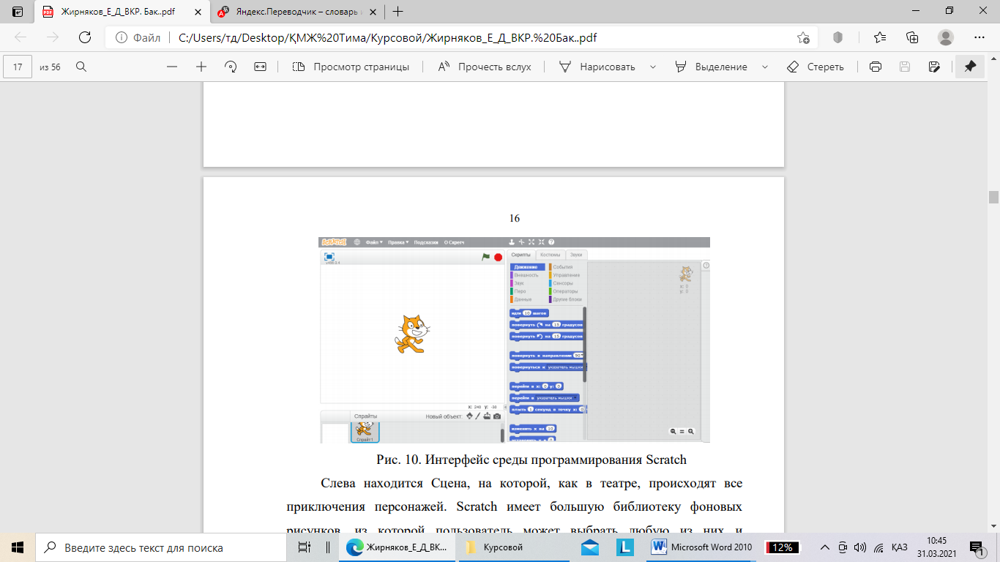 Жирняков_Е_Д_ВКР. Бак..pdf
Яндекс.Переводчик – словарь
Файл
C:/Users/тд/Desktop/ҚМЖ%20Тима/Курсовой/Жирняков_Е_Д_ВКР.%20Бак..pdf
17 из 56
Просмотр страницы
Прочесть вслух
Нарисовать
Выделение
Стереть
16
SCRATCH
Файл
Правка
Подсказки
О Скретч
Скрипты
Костюмы
Звуки
Движение
События
Внешность
Управление
Звук
Сенсоры
Перо
Операторы
Данные
Другие блоки
x: 0
y: 0
идти 10 шагов
повернуть на 15 градусов
повернуть на 15 градусов
повернуть в направлении 90
повернуться к указатель мышки
перейти в x: 0 y: 0
перейти в указатель мышки
плыть 1 секунд в точку x: 0
изменить x на 10
x: 240 y: -30
Спрайты
Новый объект:
Спрайт1
Рис. 10. Интерфейс среды программирования Scratch
Слева находится Сцена, на которой, как в театре, происходят все
приключения персонажей. Scratch имеет большую библиотеку фоновых
рисунков, из которой пользователь может выбрать любую из них и
Введите здесь текст для поиска
Жирняков_Е_Д_ВК...
Курсовой
Microsoft Word 2010
12%
ҚАЗ
10:45
31.03.2021
1